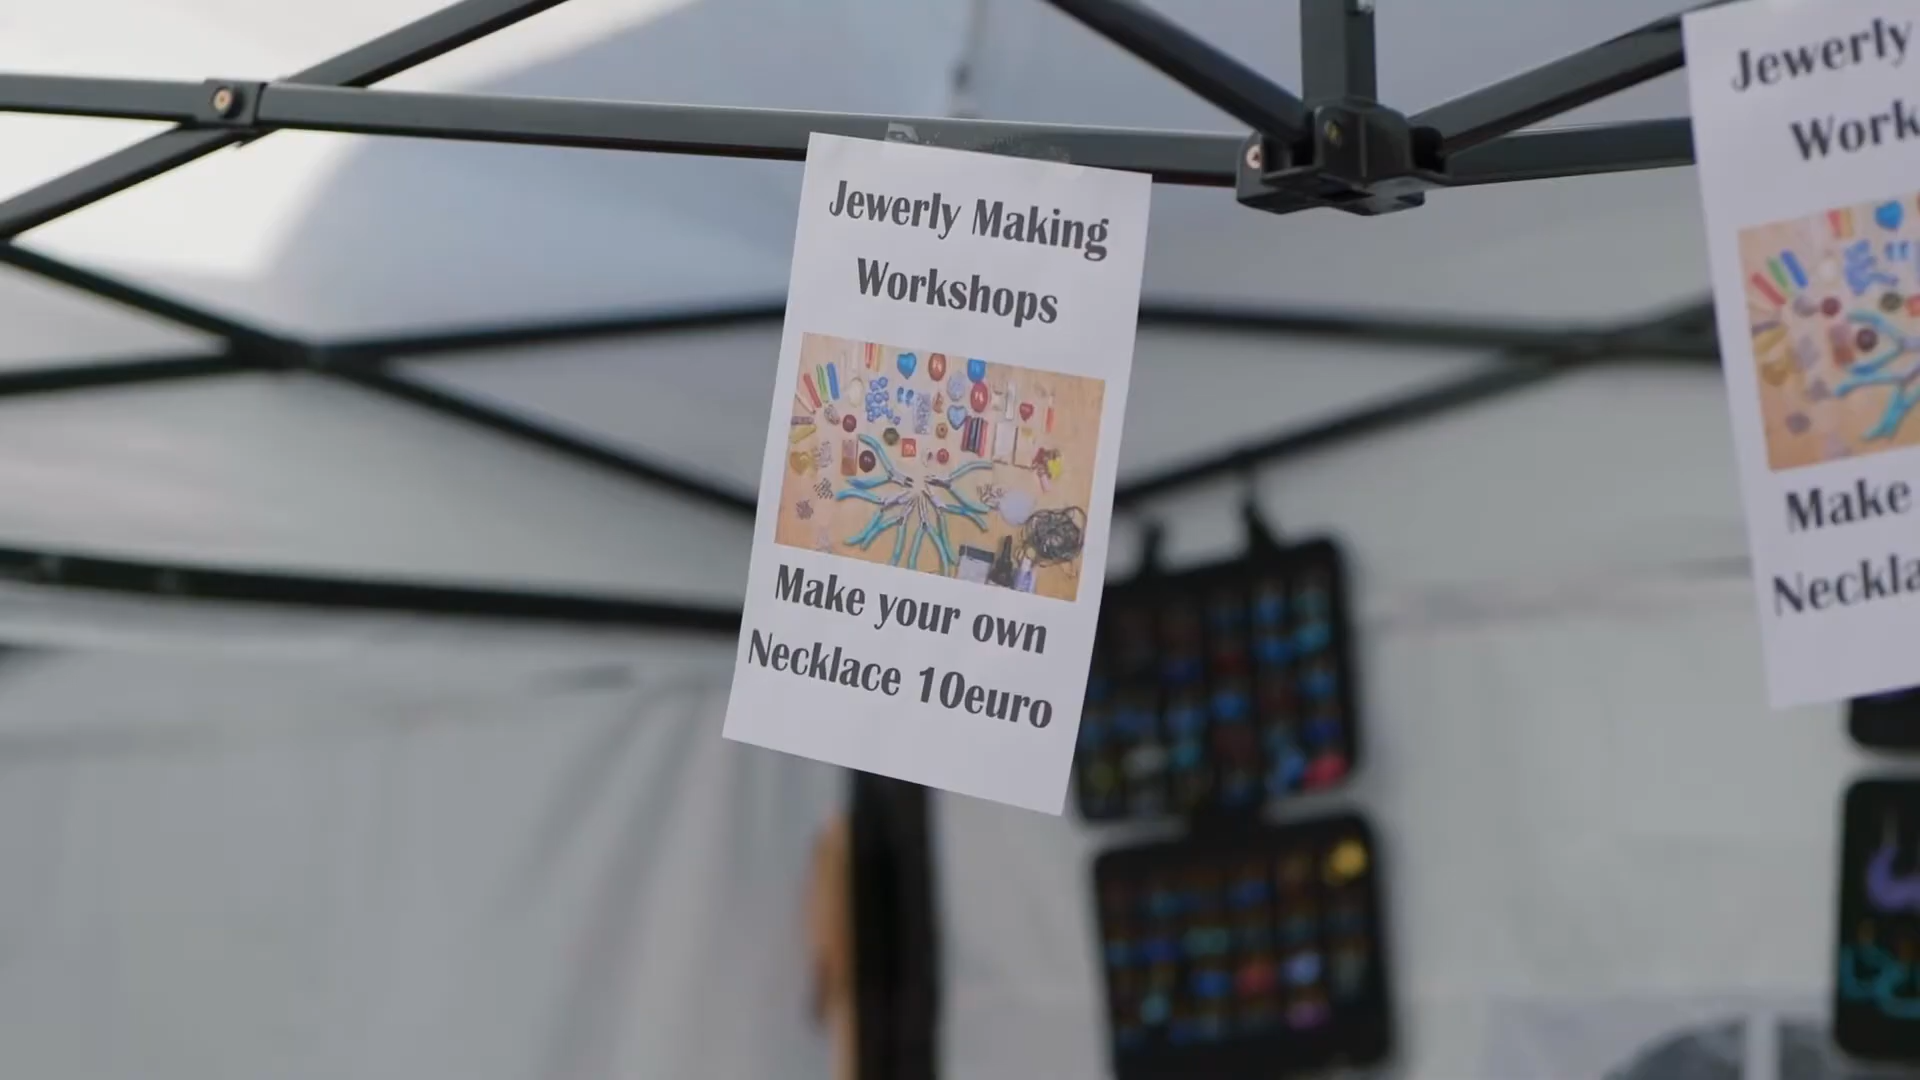 Jewerly Making
Workshops
Make your own
Necklace 10euro
Jewerly
Work
Make
Neckla